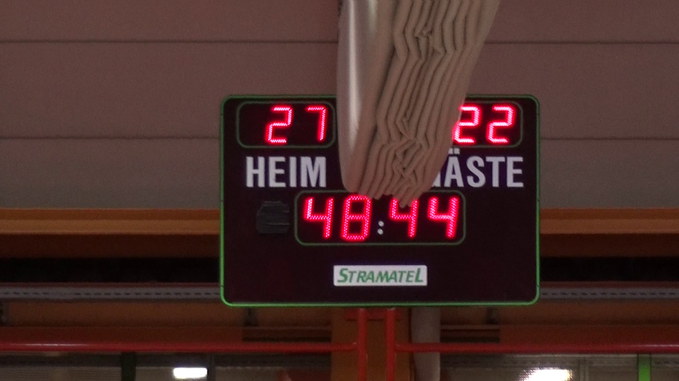 27 22
HEIM ÄSTE
48:44
STRAMATEL